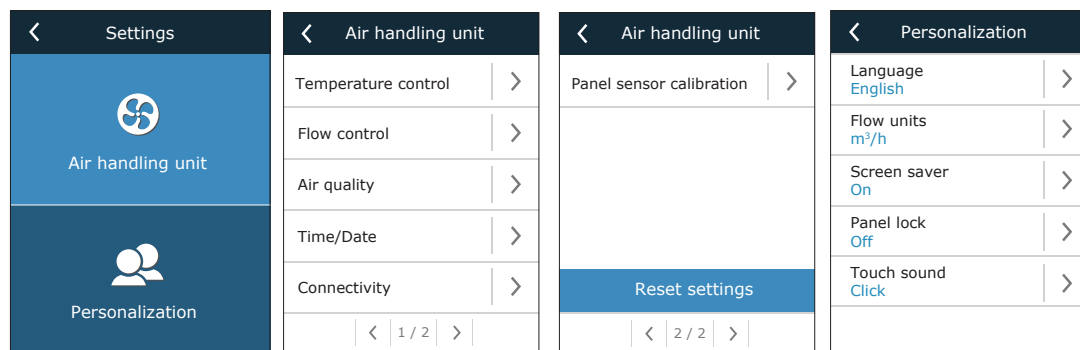 Settings
Air handling unit
Personalization
Air handling unit
Temperature control
Flow control
Air quality
Time/Date
Connectivity
1 / 2
Air handling unit
Panel sensor calibration
Reset settings
2 / 2
Personalization
Language
English
Flow units
m³/h
Screen saver
On
Panel lock
Off
Touch sound
Click